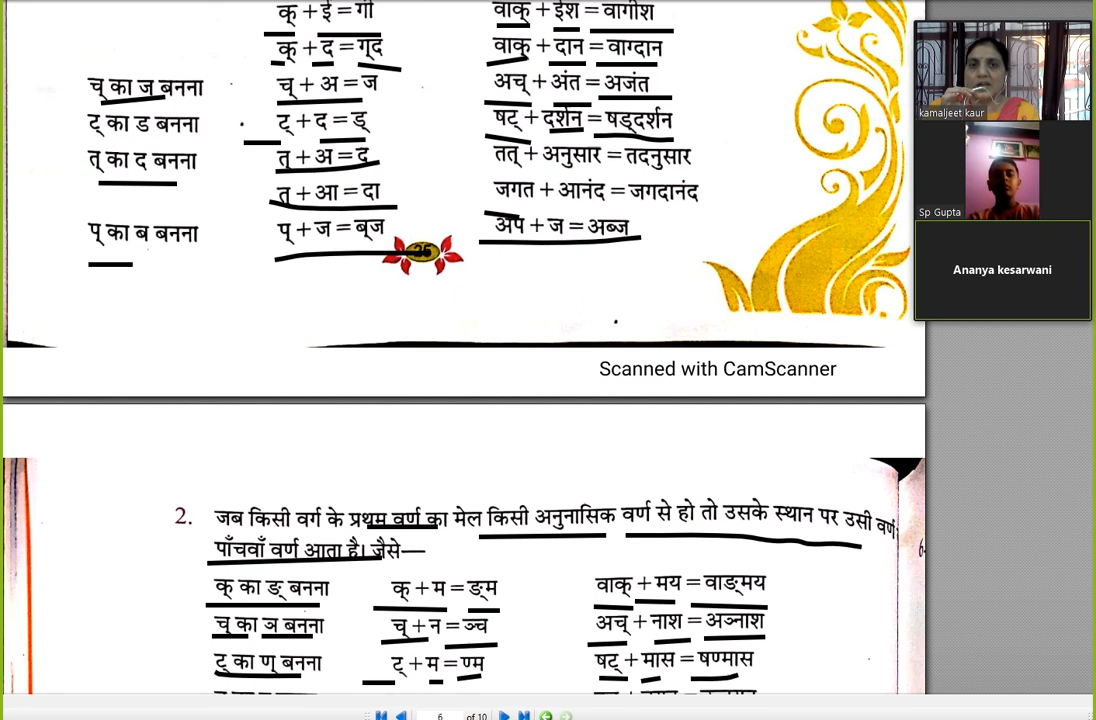 क् + ई = गी वाक् + ईश = वागीश
क् + द = ग्द वाक् + दान = वाग्दान
च् का ज बनना च् + अ = ज अच् + अंत = अजंत
ट् का ड बनना ट् + द = ड् षट् + दर्शन = षड्दर्शन
त् का द बनना त् + अ = द तत् + अनुसार = तदनुसार
त + आ = दा जगत + आनंद = जगदानंद
प् का ब बनना प् + ज = ब्ज अप + ज = अब्ज
25
Scanned with CamScanner
2. जब किसी वर्ग के प्रथम वर्ण का मेल किसी अनुनासिक वर्ण से हो तो उसके स्थान पर उसी वर्ण
पाँचवाँ वर्ण आता है। जैसे—
क् का ङ् बनना क् + म = ङ्म वाक् + मय = वाङ्मय
च् का ञ बनना च् + न = ञ्च अच् + नाश = अञ्नाश
ट् का ण् बनना ट् + म = ण्म षट् + मास = षण्मास
6 of 10
kamaljeet kaur
Sp Gupta
Ananya kesarwani